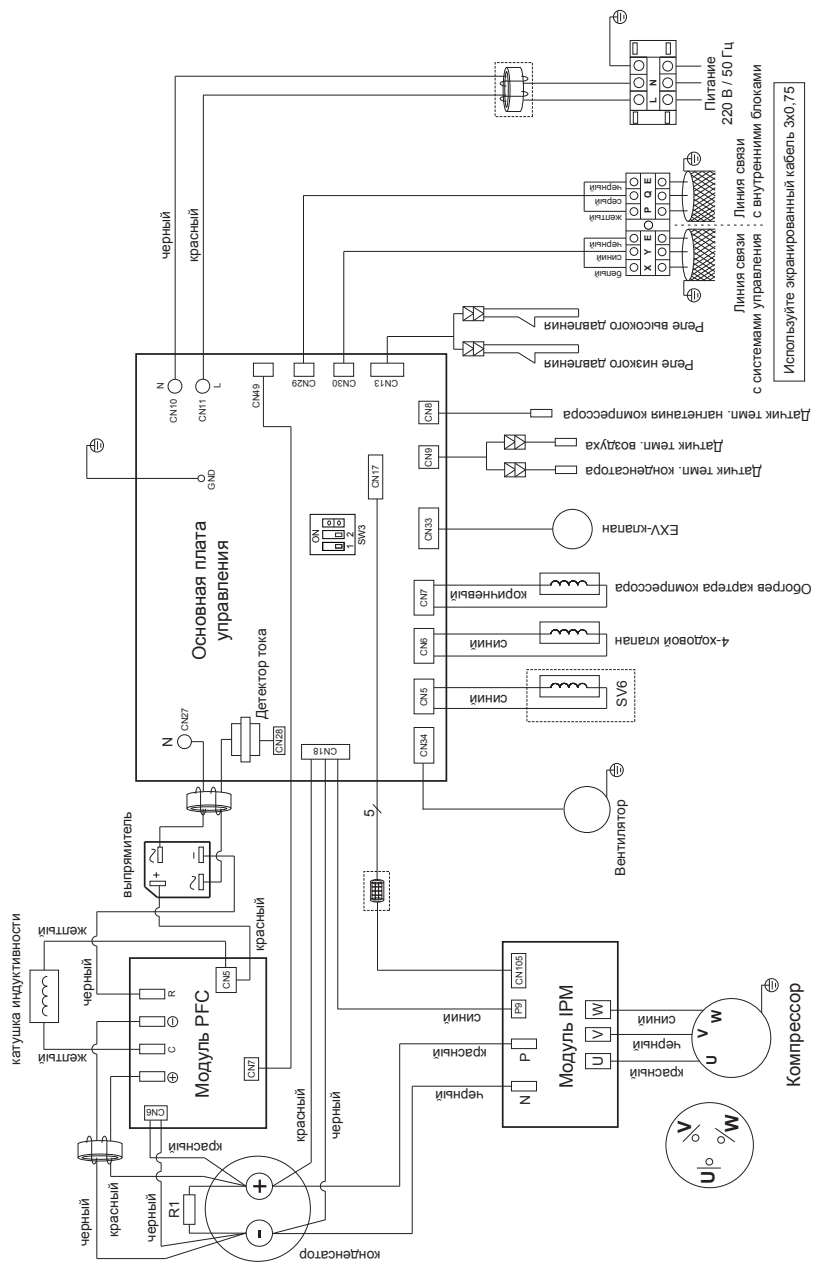 катушка индуктивности
желтый
желтый
черный
красный
выпрямитель
+
~
~
−
черный
красный
черный
красный
CN6
⊕
C
⊖
R
CN7
CN5
Модуль PFC
R1
-
+
конденсатор
красный
черный
N
CN27
Детектор тока
CN28
CN18
Основная плата
управления
GND
ON
1 2
SW3
N
CN10
CN11
L
CN49
CN29
CN30
CN13
CN17
CN8
CN9
CN33
CN7
CN6
CN5
CN34
черный
красный
5
синий
красный
черный
N
P
P9
CN105
Модуль IPM
U
V
W
красный
черный
синий
U
V
W
Компрессор
U
V
W
Вентилятор
синий
SV6
синий
4-ходовой клапан
коричневый
Обогрев картера компрессора
EXV-клапан
Датчик темп. конденсатора
Датчик темп. воздуха
Датчик темп. нагнетания компрессора
Реле низкого давления
Реле высокого давления
белый
синий
черный
желтый
серый
черный
X Y E
P Q E
Линия связи
с системами управления
Линия связи
с внутренними блоками
Используйте экранированный кабель 3x0,75
L N
Питание
220 В / 50 Гц